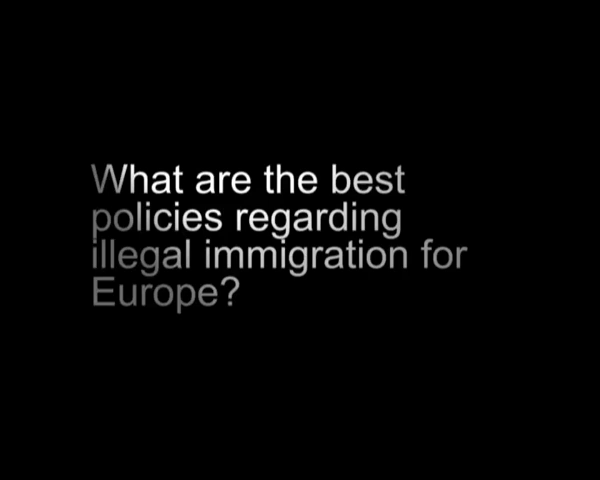 What are the best
policies regarding
illegal immigration for
Europe?